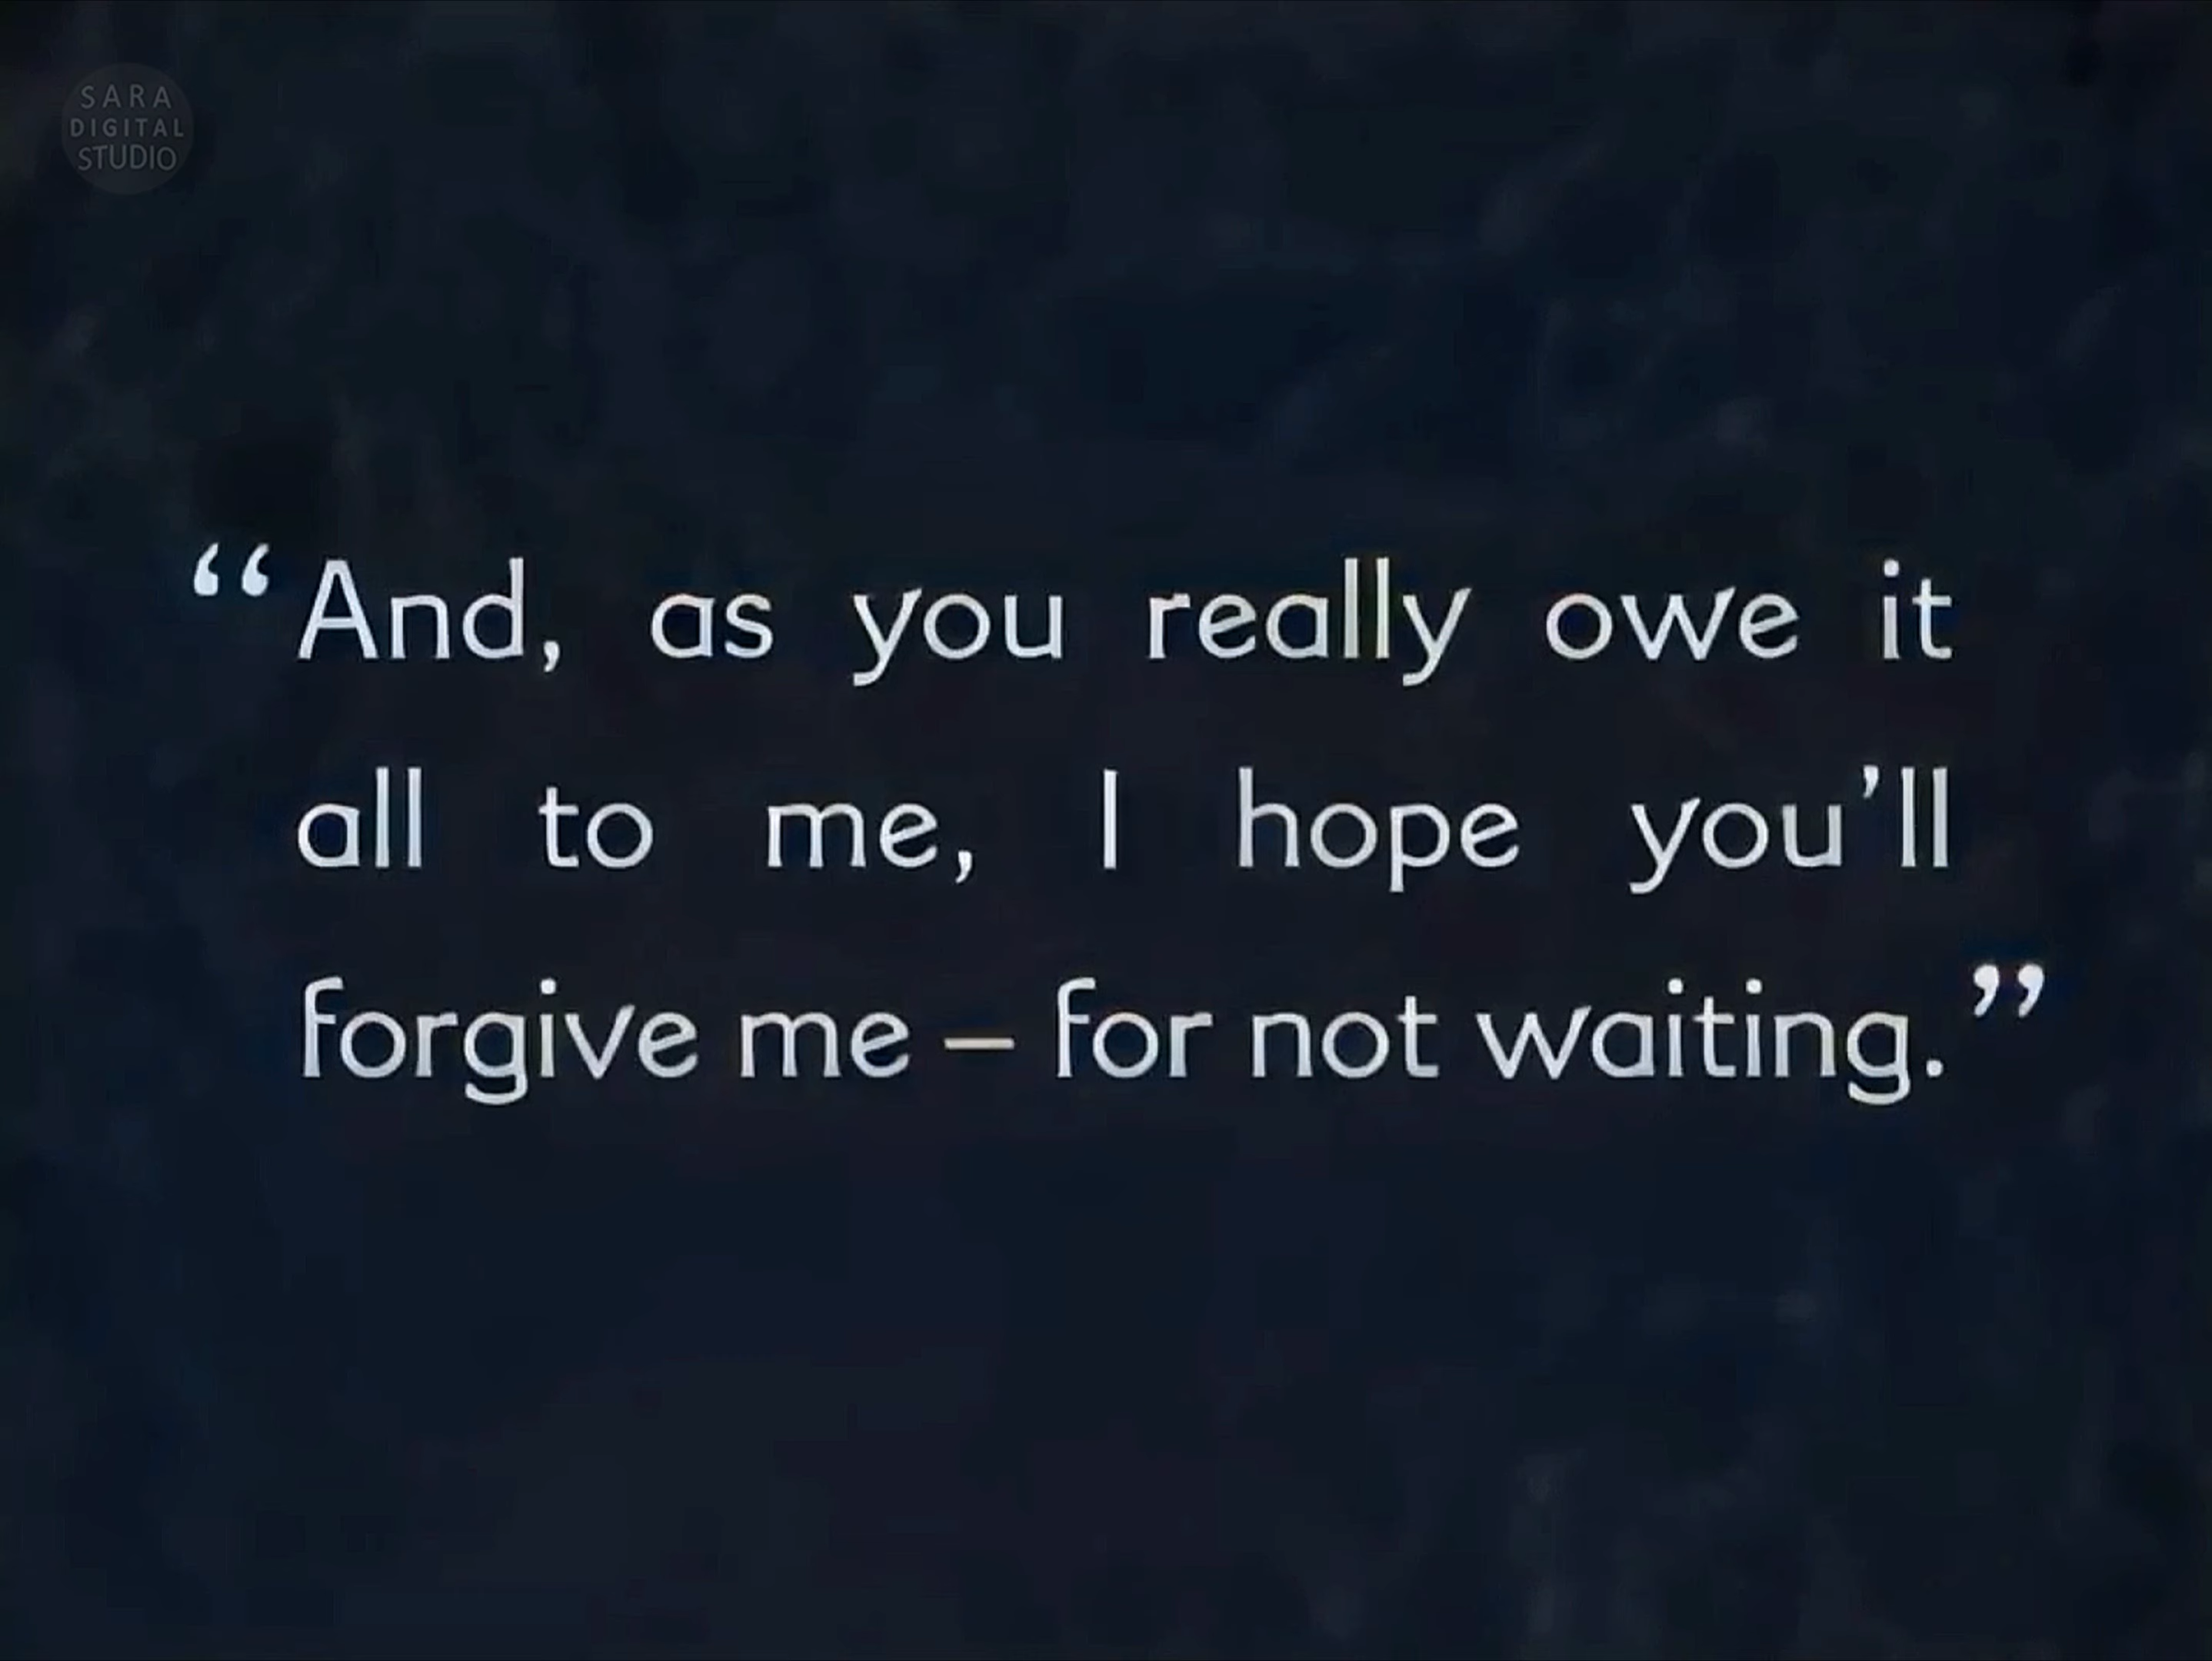 SARA
DIGITAL
STUDIO
“And, as you really owe it
all to me, I hope you’ll
forgive me – for not waiting.”